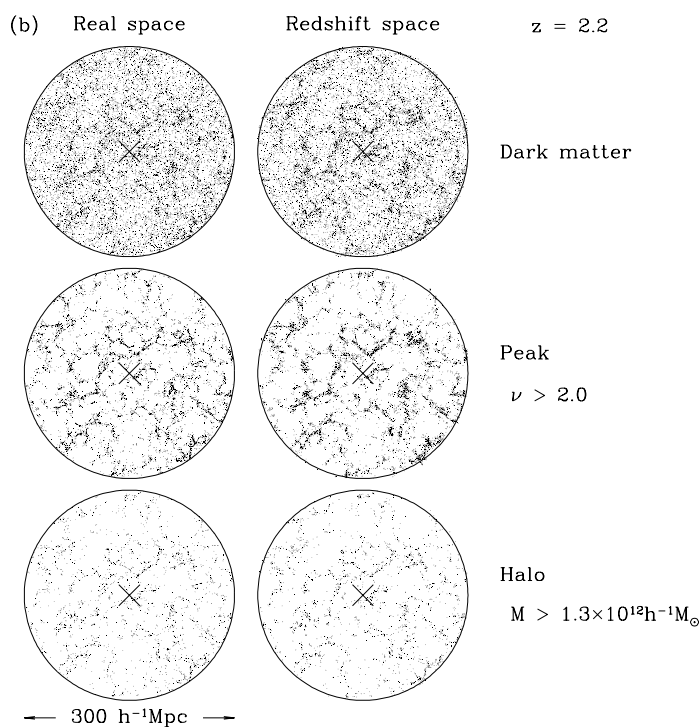 (b) Real space Redshift space z = 2.2
Dark matter
Peak
ν > 2.0
Halo
M > 1.3×10¹²h⁻¹M⊙
300 h⁻¹Mpc